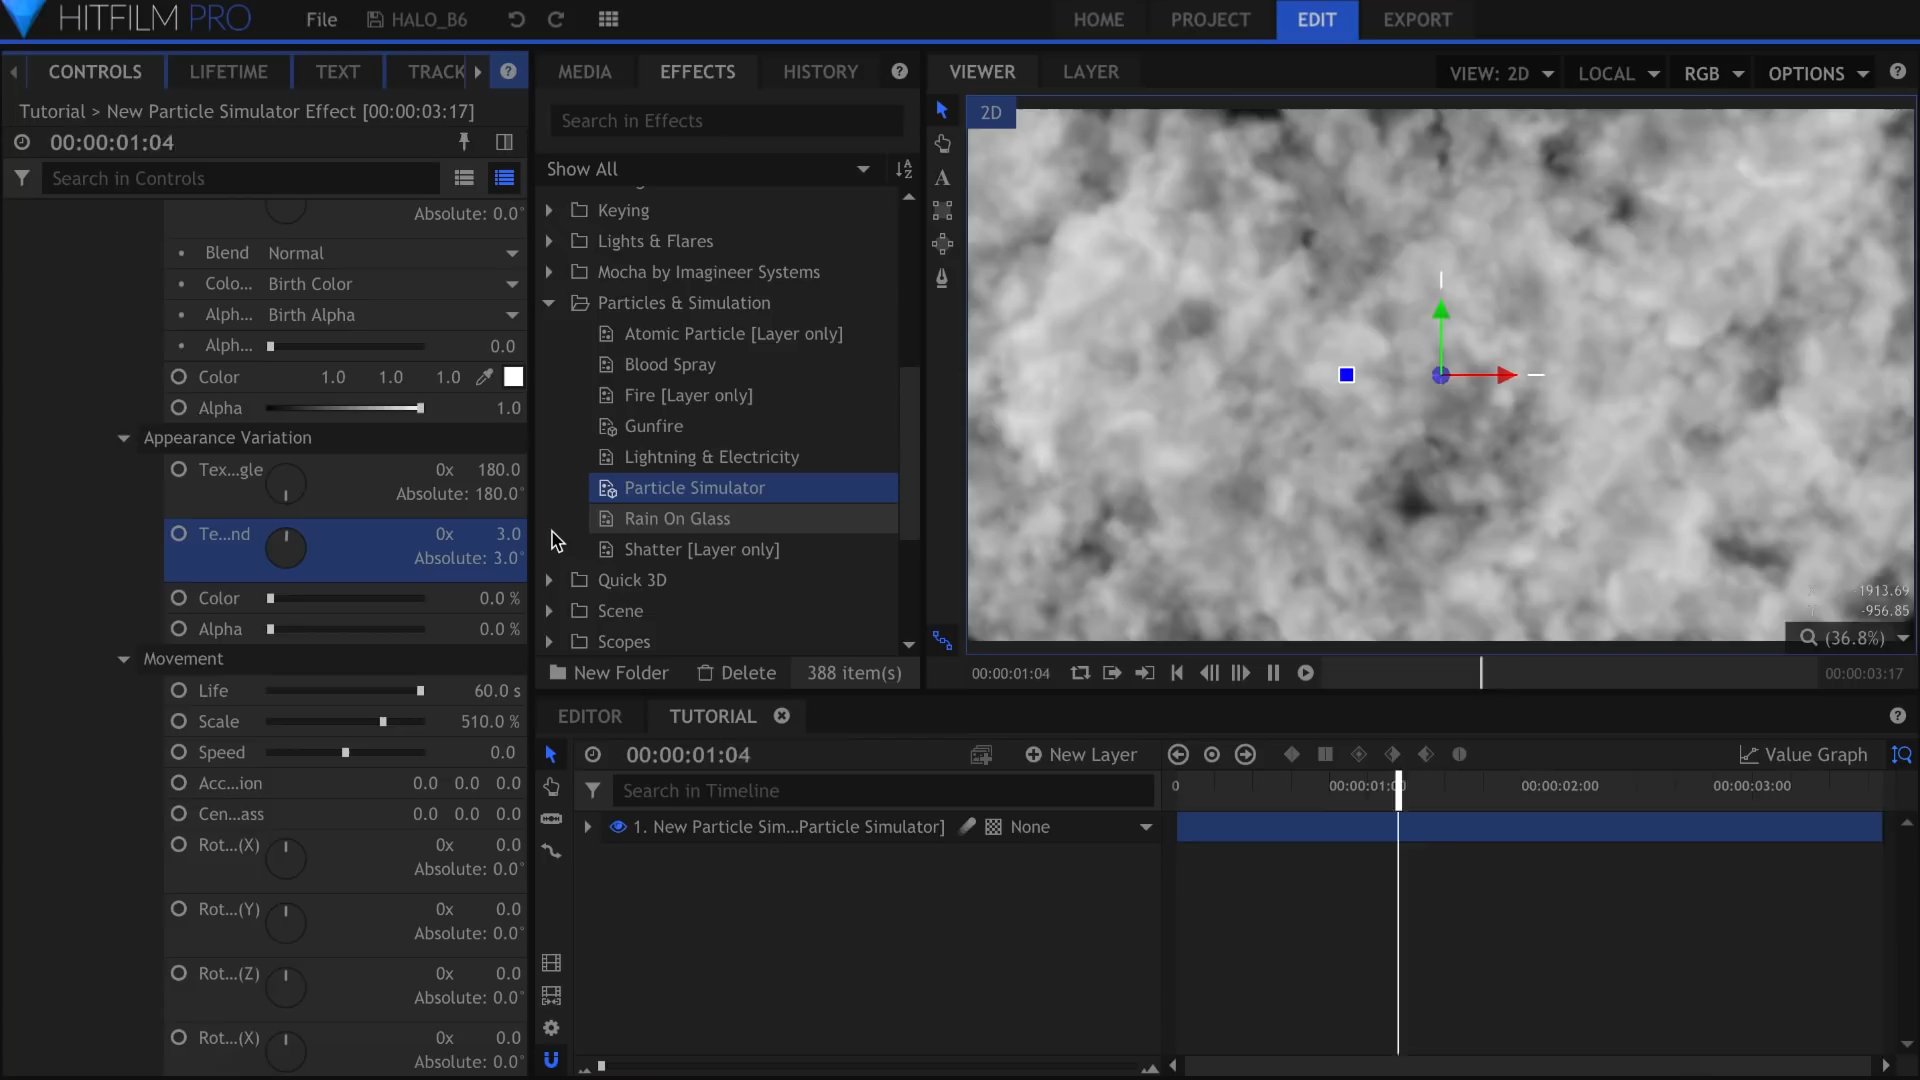 HITFILM PRO
File
HALO_B6
HOME
PROJECT
EDIT
EXPORT
CONTROLS
LIFETIME
TEXT
TRACK
Tutorial > New Particle Simulator Effect [00:00:03:17]
00:00:01:04
Search in Controls
Absolute: 0.0°
Blend Normal
Colo... Birth Color
Alph... Birth Alpha
Alph... 0.0
Color 1.0 1.0 1.0
Alpha 1.0
Appearance Variation
Tex...gle 0x 180.0
Absolute: 180.0°
Te...nd 0x 3.0
Absolute: 3.0°
Color 0.0 %
Alpha 0.0 %
Movement
Life 60.0 s
Scale 510.0 %
Speed 0.0
Acc...ion 0.0 0.0 0.0
Cen...ass 0.0 0.0 0.0
Rot...(X) 0x 0.0
Absolute: 0.0°
Rot...(Y) 0x 0.0
Absolute: 0.0°
Rot...(Z) 0x 0.0
Absolute: 0.0°
Rot...(X) 0x 0.0
Absolute: 0.0°
MEDIA
EFFECTS
HISTORY
Search in Effects
Show All
Keying
Lights & Flares
Mocha by Imagineer Systems
Particles & Simulation
Atomic Particle [Layer only]
Blood Spray
Fire [Layer only]
Gunfire
Lightning & Electricity
Particle Simulator
Rain On Glass
Shatter [Layer only]
Quick 3D
Scene
Scopes
New Folder
Delete
388 item(s)
VIEWER
LAYER
VIEW: 2D
LOCAL
RGB
OPTIONS
2D
-1913.69
-956.85
(36.8%)
00:00:01:04
00:00:03:17
EDITOR
TUTORIAL
00:00:01:04
New Layer
Value Graph
Search in Timeline
0
00:00:02:00
00:00:03:00
1. New Particle Sim...Particle Simulator]
None